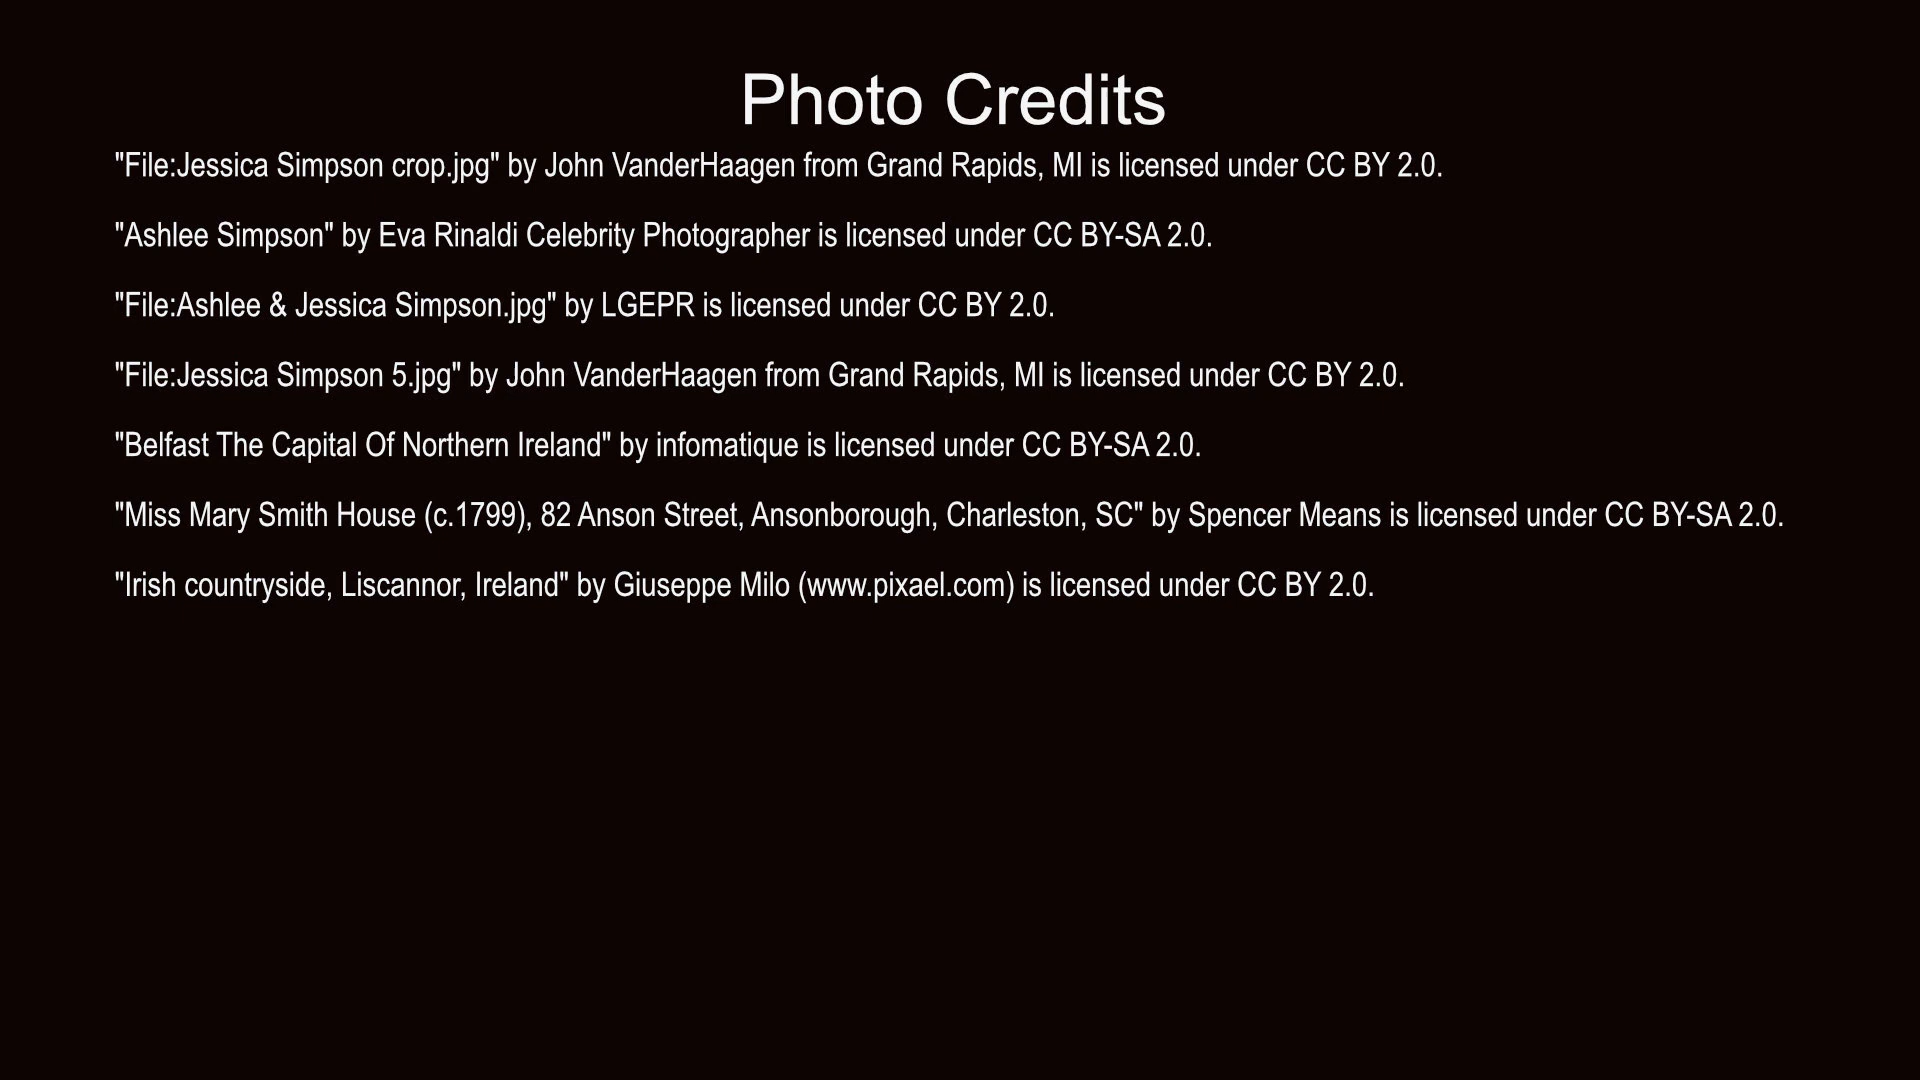 Photo Credits
"File:Jessica Simpson crop.jpg" by John VanderHaagen from Grand Rapids, MI is licensed under CC BY 2.0.
"Ashlee Simpson" by Eva Rinaldi Celebrity Photographer is licensed under CC BY-SA 2.0.
"File:Ashlee & Jessica Simpson.jpg" by LGEPR is licensed under CC BY 2.0.
"File:Jessica Simpson 5.jpg" by John VanderHaagen from Grand Rapids, MI is licensed under CC BY 2.0.
"Belfast The Capital Of Northern Ireland" by infomatique is licensed under CC BY-SA 2.0.
"Miss Mary Smith House (c.1799), 82 Anson Street, Ansonborough, Charleston, SC" by Spencer Means is licensed under CC BY-SA 2.0.
"Irish countryside, Liscannor, Ireland" by Giuseppe Milo (www.pixael.com) is licensed under CC BY 2.0.